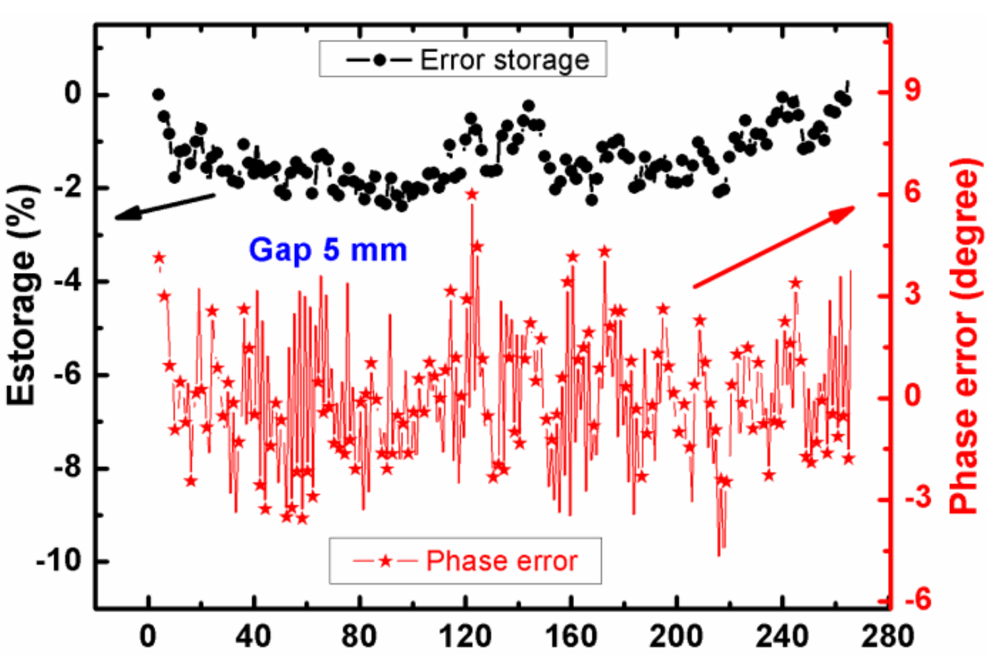 Error storage
0
-2
-4
-6
-8
-10
Estorage (%)
Gap 5 mm
9
6
3
0
-3
-6
Phase error (degree)
Phase error
0 40 80 120 160 200 240 280